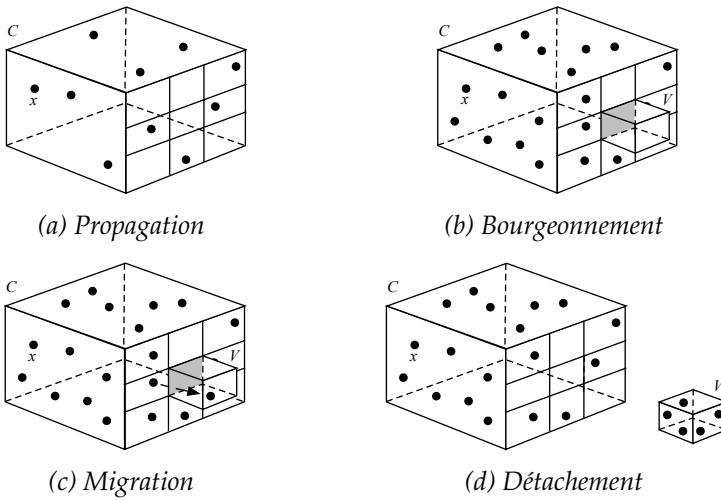 C
x
(a) Propagation
C
x
V
(b) Bourgeonnement
C
x
V
(c) Migration
C
x
V
(d) Détachement